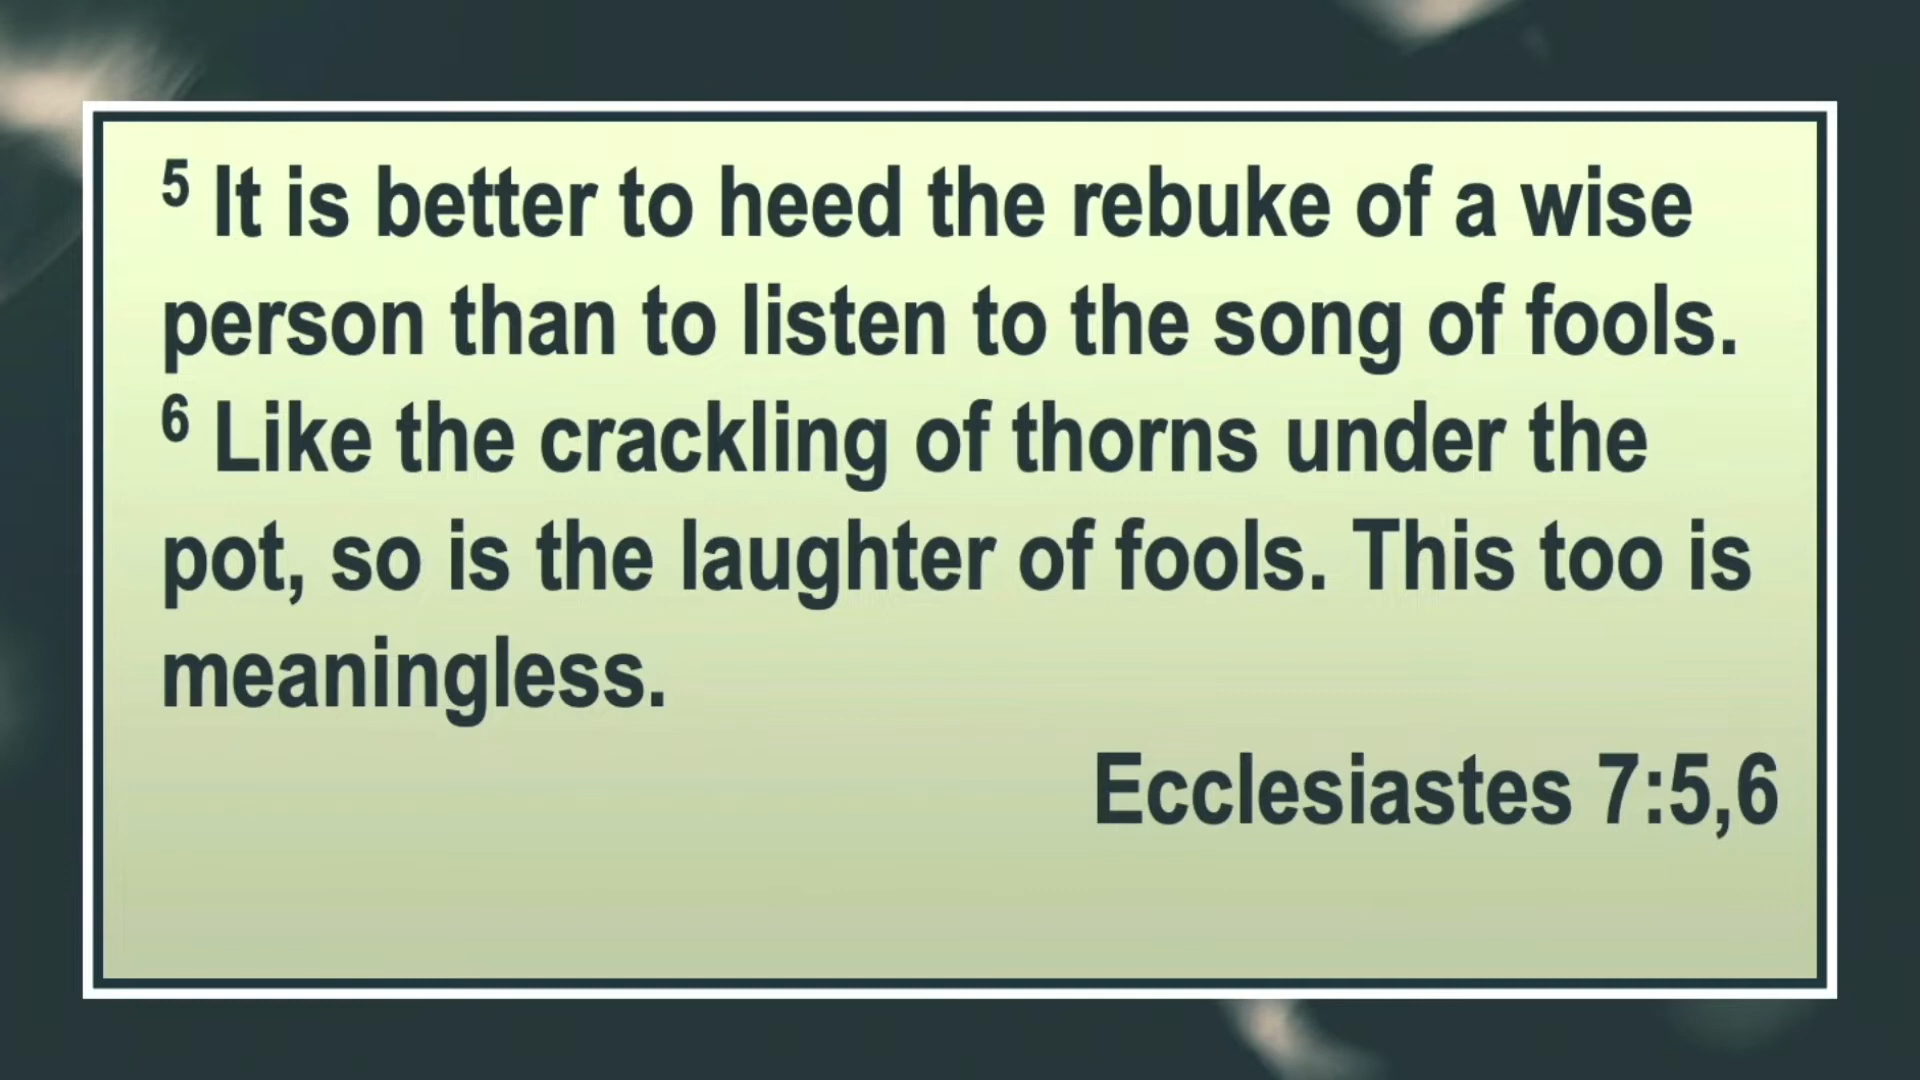 5 It is better to heed the rebuke of a wise
person than to listen to the song of fools.
6 Like the crackling of thorns under the
pot, so is the laughter of fools. This too is
meaningless.
Ecclesiastes 7:5,6